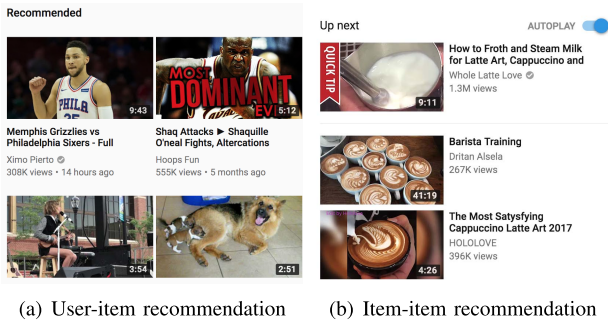 Recommended
PHILA
25
9:43
MOST
DOMINANT
EV
5:12
Memphis Grizzlies vs
Philadelphia Sixers - Full
Ximo Pierto
308K views • 14 hours ago
Shaq Attacks ► Shaquille
O'neal Fights, Altercations
Hoops Fun
555K views • 5 months ago
3:54
2:51
(a) User-item recommendation
Up next
AUTOPLAY
QUICK TIP
9:11
How to Froth and Steam Milk
for Latte Art, Cappuccino and
Whole Latte Love
1.3M views
41:19
Barista Training
Dritan Alsela
267K views
4:26
The Most Satysfying
Cappuccino Latte Art 2017
HOLOLOVE
396K views
(b) Item-item recommendation